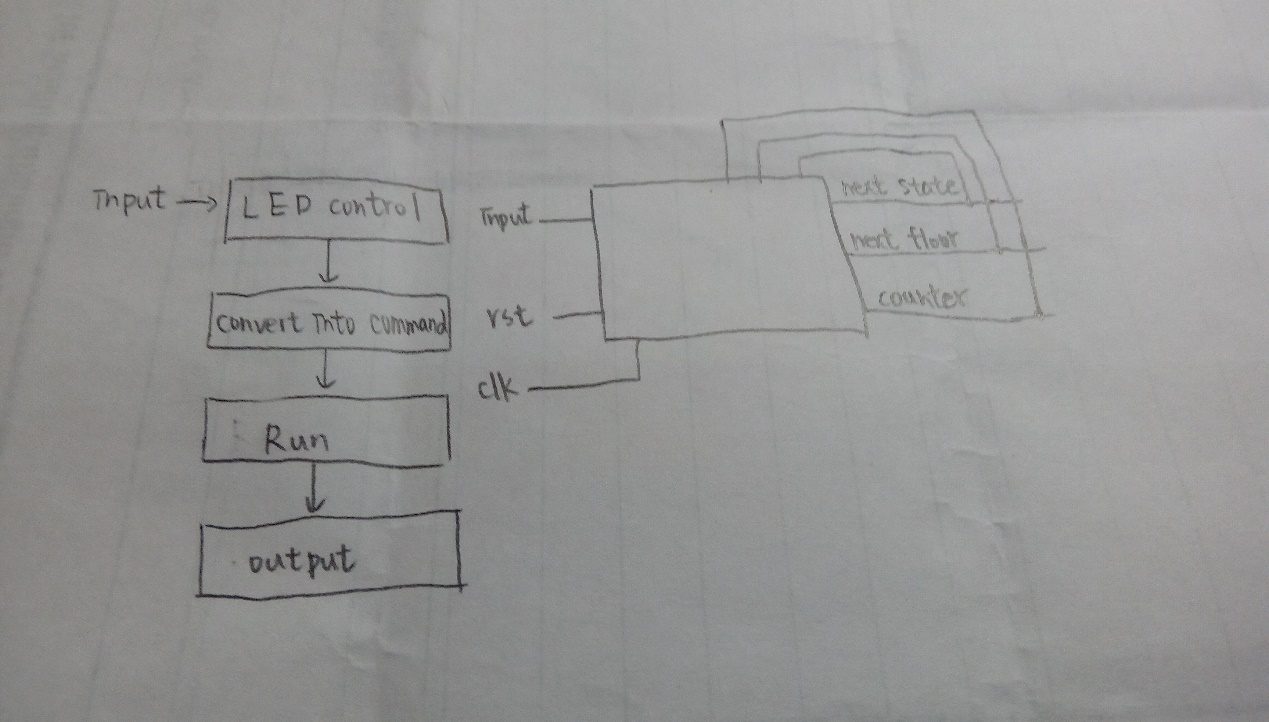 Input
LED control
convert into command
Run
output
Input
rst
clk
next state
next floor
counter